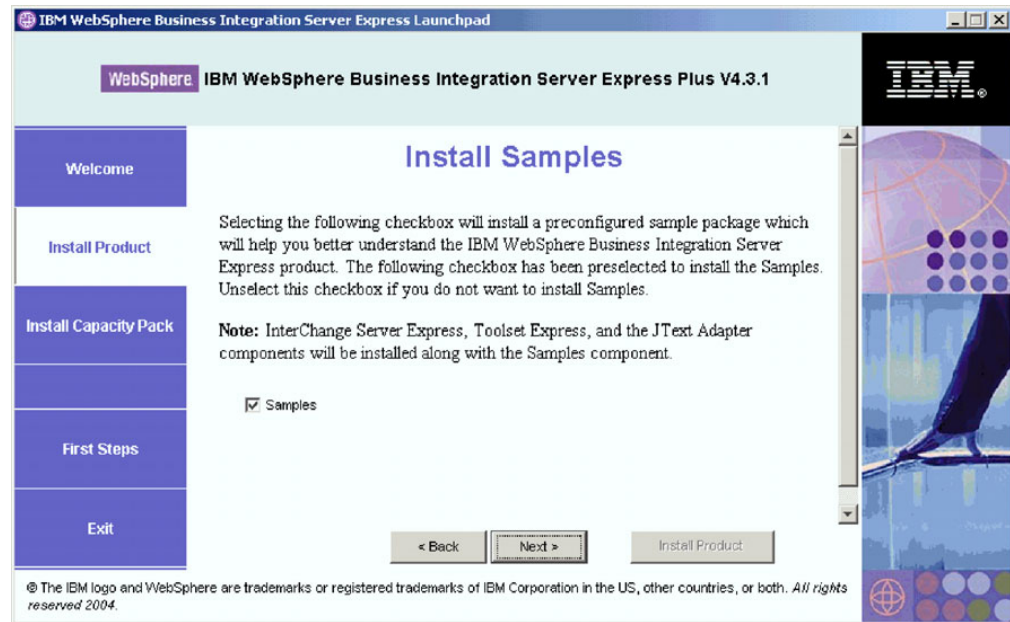 IBM WebSphere Business Integration Server Express Launchpad
WebSphere. IBM WebSphere Business Integration Server Express Plus V4.3.1
IBM®
Welcome
Install Product
Install Capacity Pack
First Steps
Exit
Install Samples
Selecting the following checkbox will install a preconfigured sample package which
will help you better understand the IBM WebSphere Business Integration Server
Express product. The following checkbox has been preselected to install the Samples.
Unselect this checkbox if you do not want to install Samples.
Note: InterChange Server Express, Toolset Express, and the JText Adapter
components will be installed along with the Samples component.
Samples
< Back
Next >
Install Product
® The IBM logo and WebSphere are trademarks or registered trademarks of IBM Corporation in the US, other countries, or both. All rights
reserved 2004.